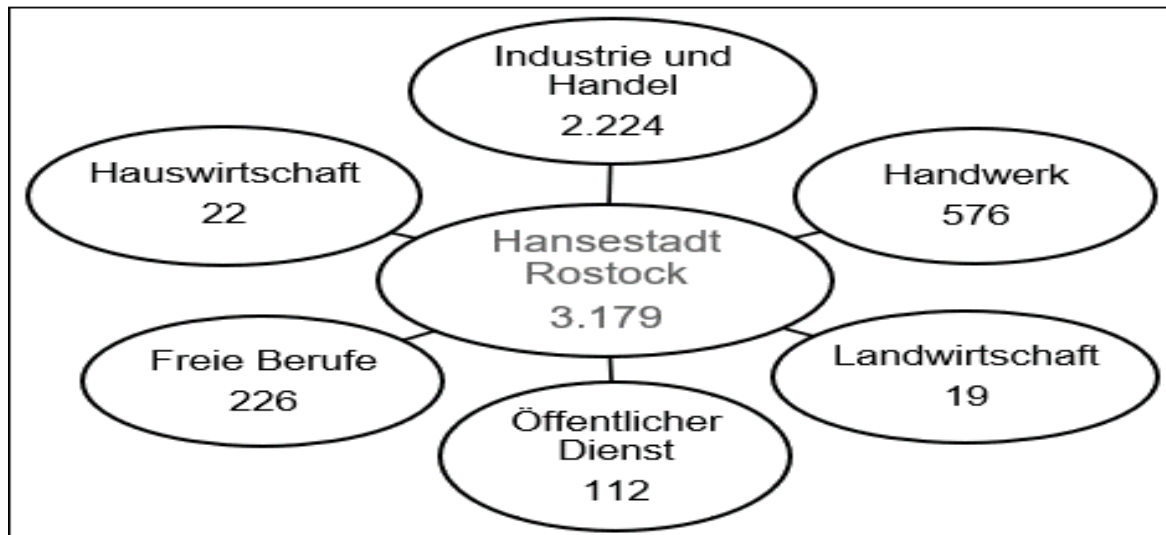 Industrie und
Handel
2.224
Hauswirtschaft
22
Handwerk
576
Hansestadt
Rostock
3.179
Freie Berufe
226
Landwirtschaft
19
Öffentlicher
Dienst
112